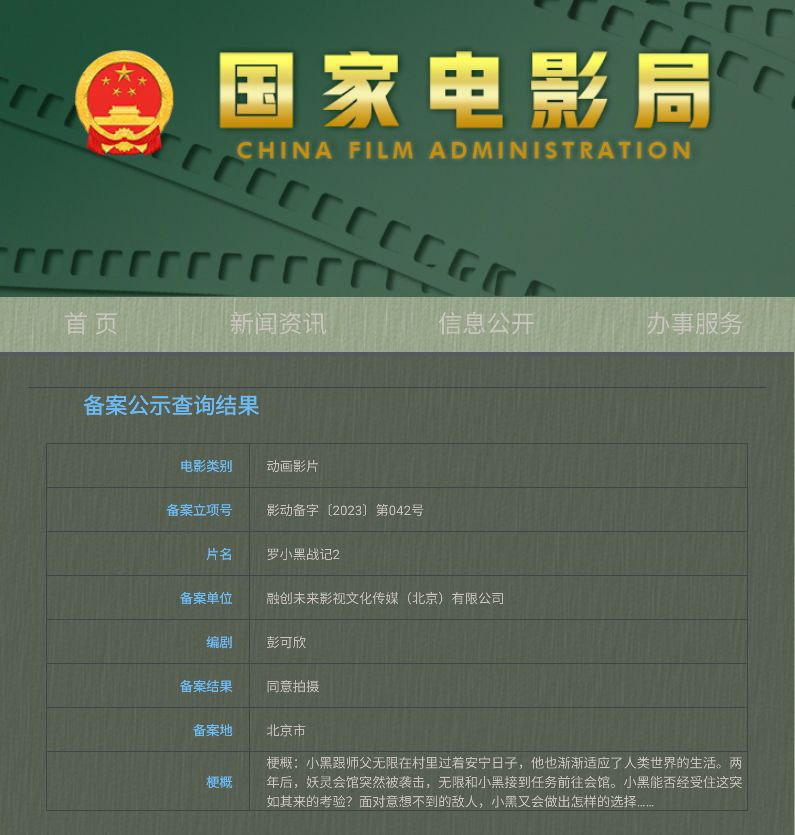 国家电影局
CHINA FILM ADMINISTRATION
首 页 新闻资讯 信息公开 办事服务
备案公示查询结果
电影类别 动画影片
备案立项号 影动备字〔2023〕第042号
片名 罗小黑战记2
备案单位 融创未来影视文化传媒（北京）有限公司
编剧 彭可欣
备案结果 同意拍摄
备案地 北京市
梗概 梗概：小黑跟师父无限在村里过着安宁日子，他也渐渐适应了人类世界的生活。两
年后，妖灵会馆突然被袭击，无限和小黑接到任务前往会馆。小黑能否经受住这突
如其来的考验？面对意想不到的敌人，小黑又会做出怎样的选择……